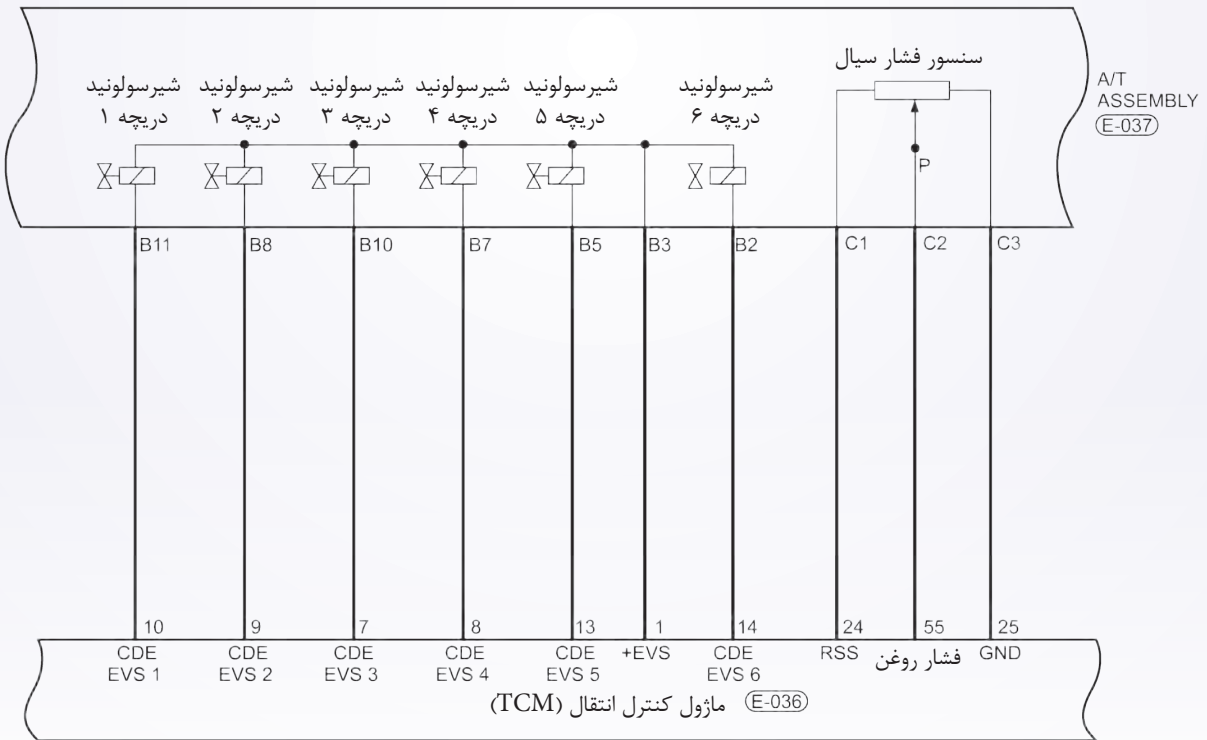 سنسور فشار سیال
A/T
ASSEMBLY
E-037
شیرسولونید
دریچه ۱
شیرسولونید
دریچه ۲
شیرسولونید
دریچه ۳
شیرسولونید
دریچه ۴
شیرسولونید
دریچه ۵
شیرسولونید
دریچه ۶
P
B11 B8 B10 B7 B5 B3 B2 C1 C2 C3
10 9 7 8 13 1 14 24 55 25
CDE
EVS 1
CDE
EVS 2
CDE
EVS 3
CDE
EVS 4
CDE
EVS 5
+EVS
CDE
EVS 6
RSS
فشار روغن
GND
ماژول کنترل انتقال (TCM)
E-036